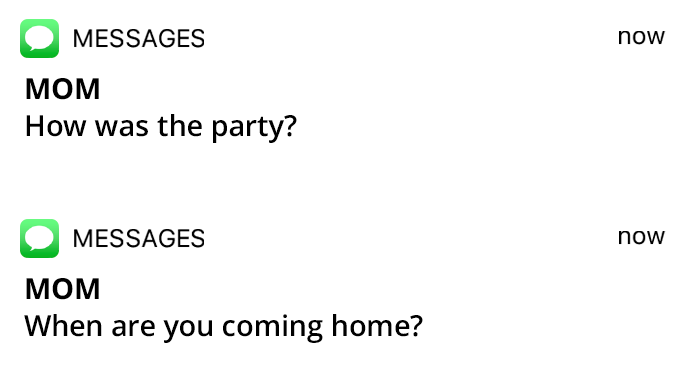 MESSAGES now
MOM
How was the party?
MESSAGES now
MOM
When are you coming home?